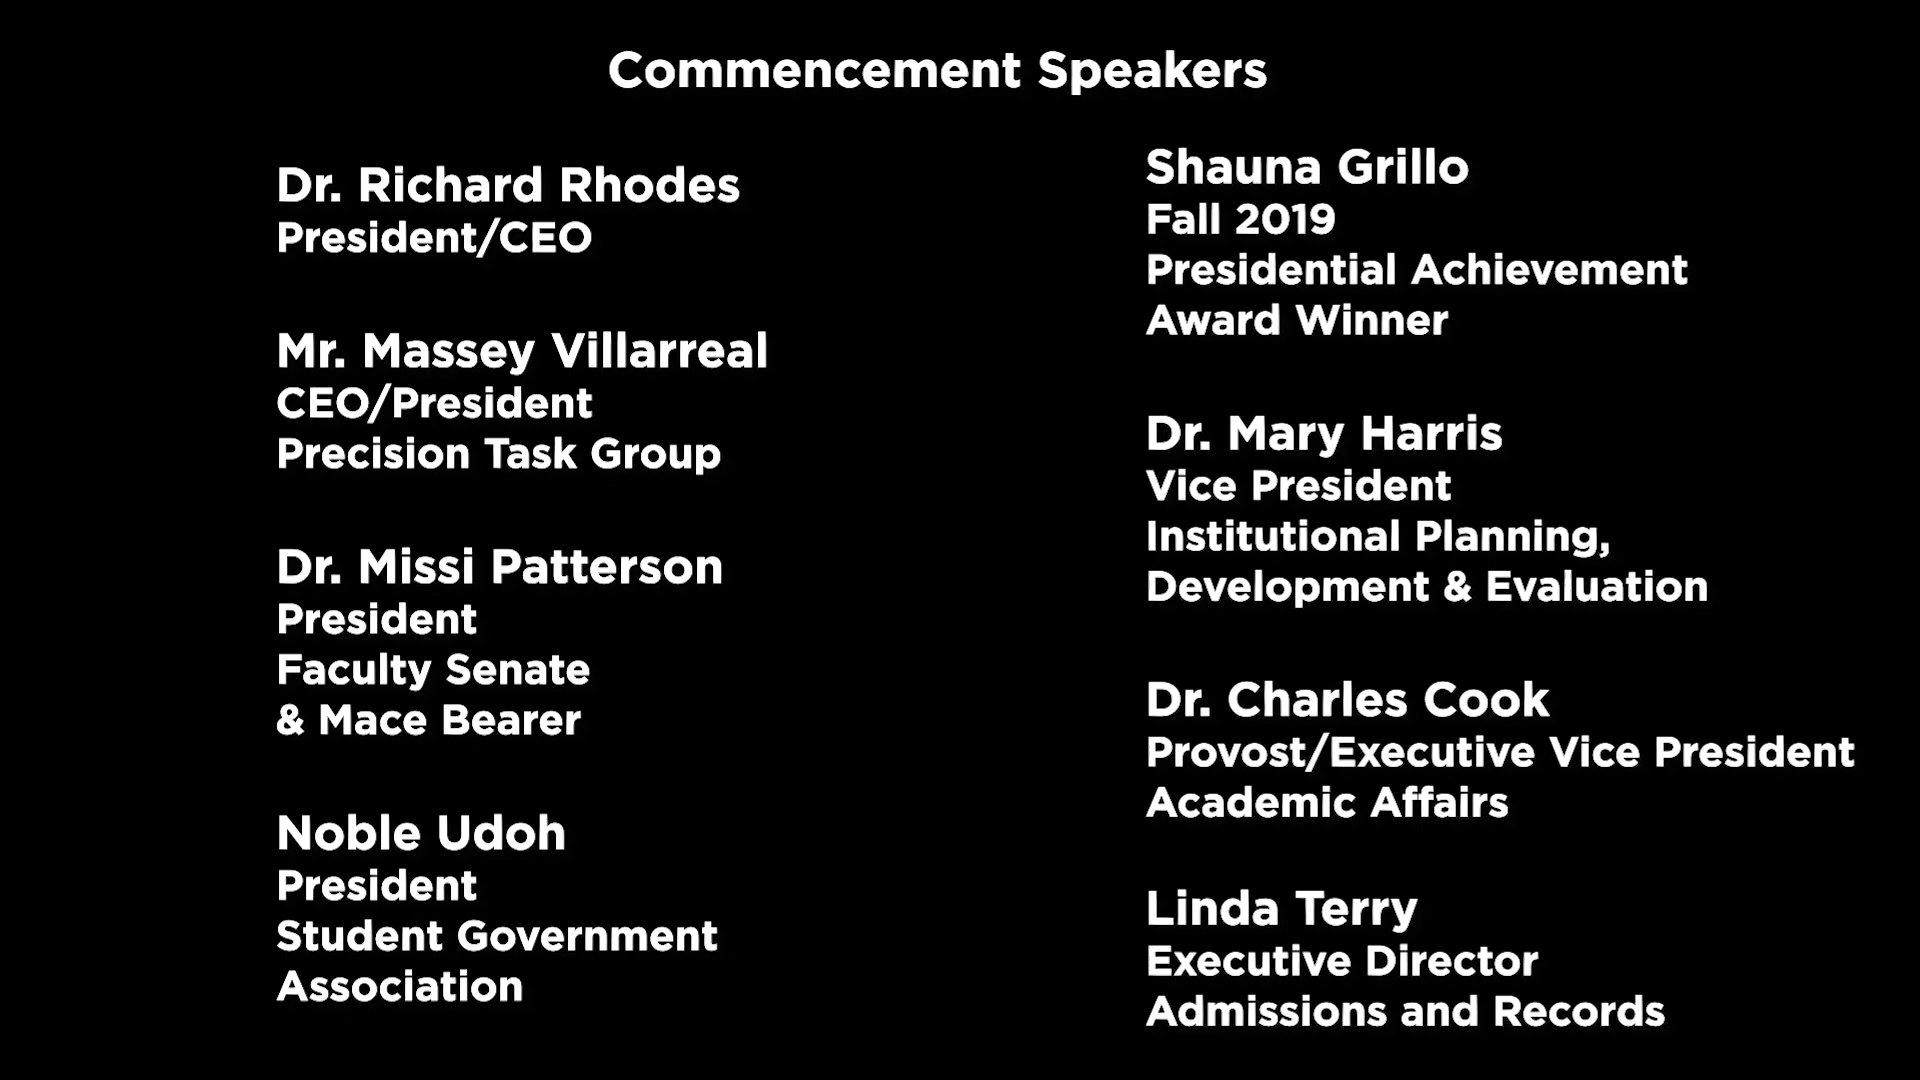 Commencement Speakers
Dr. Richard Rhodes
President/CEO
Mr. Massey Villarreal
CEO/President
Precision Task Group
Dr. Missi Patterson
President
Faculty Senate
& Mace Bearer
Noble Udoh
President
Student Government
Association
Shauna Grillo
Fall 2019
Presidential Achievement
Award Winner
Dr. Mary Harris
Vice President
Institutional Planning,
Development & Evaluation
Dr. Charles Cook
Provost/Executive Vice President
Academic Affairs
Linda Terry
Executive Director
Admissions and Records